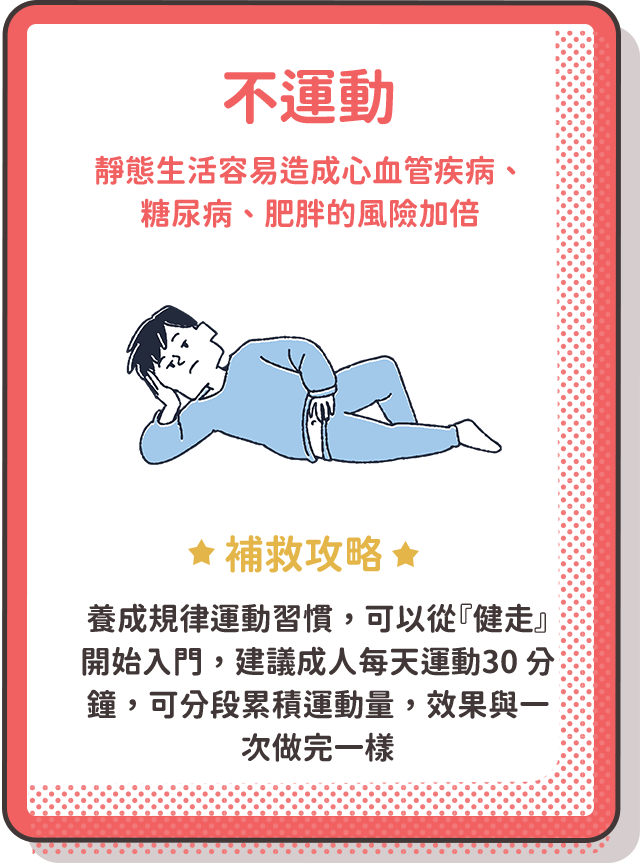 不運動
靜態生活容易造成心血管疾病、
糖尿病、肥胖的風險加倍
補救攻略
養成規律運動習慣，可以從『健走』
開始入門，建議成人每天運動30 分
鐘，可分段累積運動量，效果與一
次做完一樣